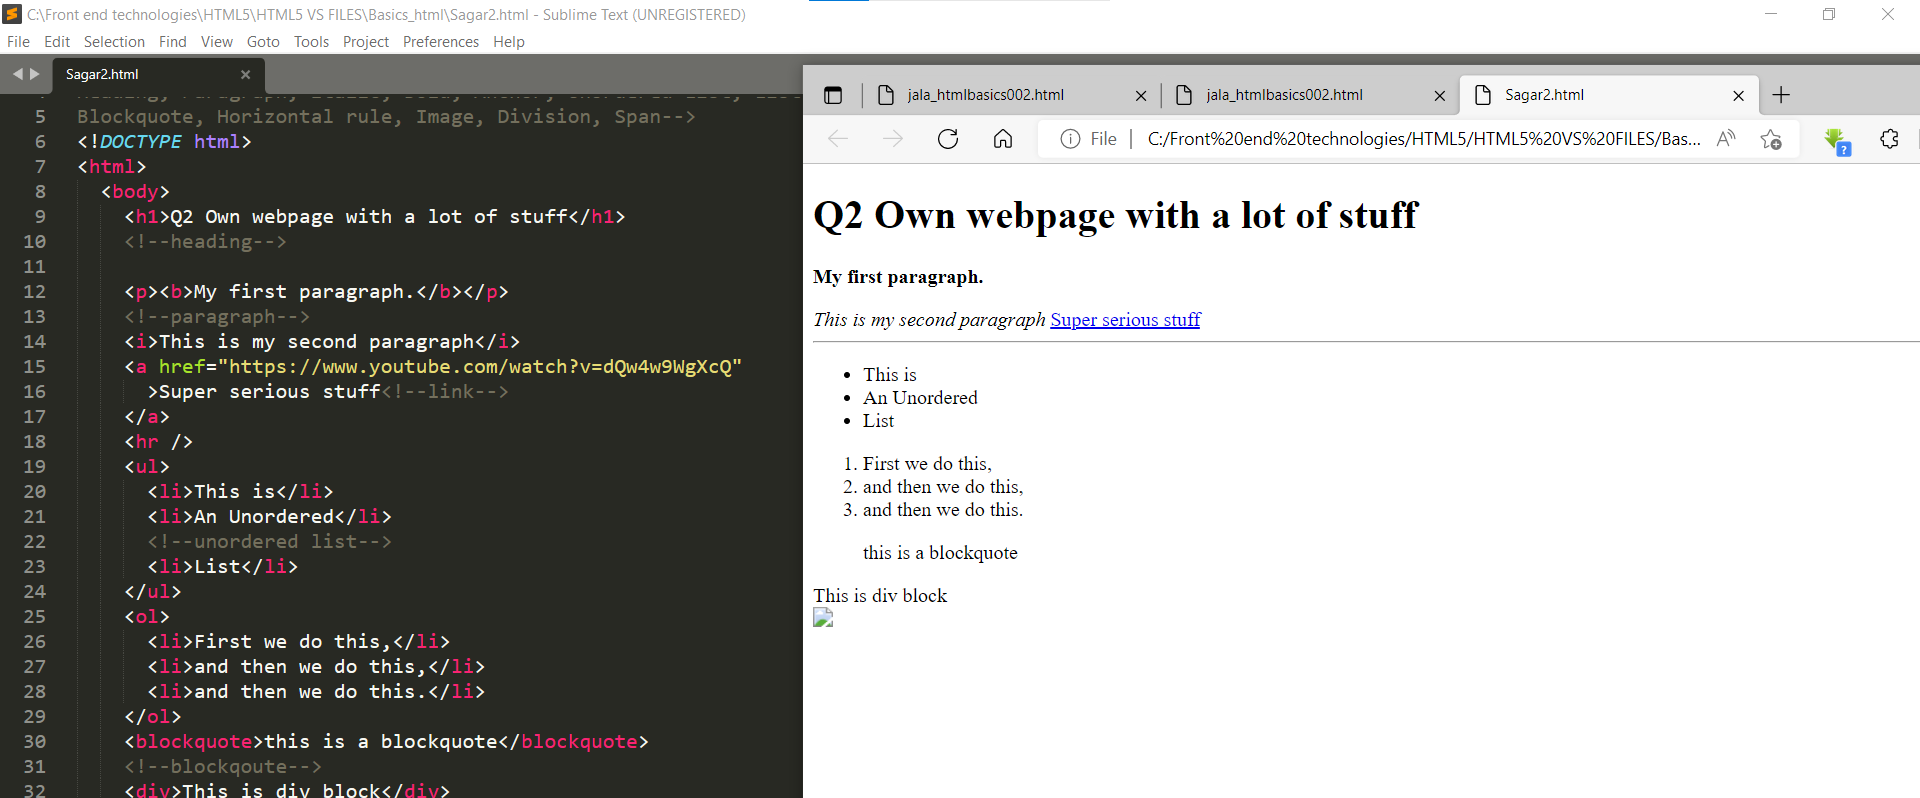 C:\Front end technologies\HTML5\HTML5 VS FILES\Basics_html\Sagar2.html - Sublime Text (UNREGISTERED)
File Edit Selection Find View Goto Tools Project Preferences Help
Sagar2.html
5 Blockquote, Horizontal rule, Image, Division, Span-->
6 <!DOCTYPE html>
7 <html>
8 <body>
9 <h1>Q2 Own webpage with a lot of stuff</h1>
10 <!--heading-->
11
12 <p><b>My first paragraph.</b></p>
13 <!--paragraph-->
14 <i>This is my second paragraph</i>
15 <a href="https://www.youtube.com/watch?v=dQw4w9WgXcQ"
16 >Super serious stuff<!--link-->
17 </a>
18 <hr />
19 <ul>
20 <li>This is</li>
21 <li>An Unordered</li>
22 <!--unordered list-->
23 <li>List</li>
24 </ul>
25 <ol>
26 <li>First we do this,</li>
27 <li>and then we do this,</li>
28 <li>and then we do this.</li>
29 </ol>
30 <blockquote>this is a blockquote</blockquote>
31 <!--blockqoute-->
32 <div>This is div block</div>
jala_htmlbasics002.html
jala_htmlbasics002.html
Sagar2.html
File C:/Front%20end%20technologies/HTML5/HTML5%20VS%20FILES/Bas...
Q2 Own webpage with a lot of stuff
My first paragraph.
This is my second paragraph Super serious stuff
• This is
• An Unordered
• List
1. First we do this,
2. and then we do this,
3. and then we do this.
this is a blockquote
This is div block